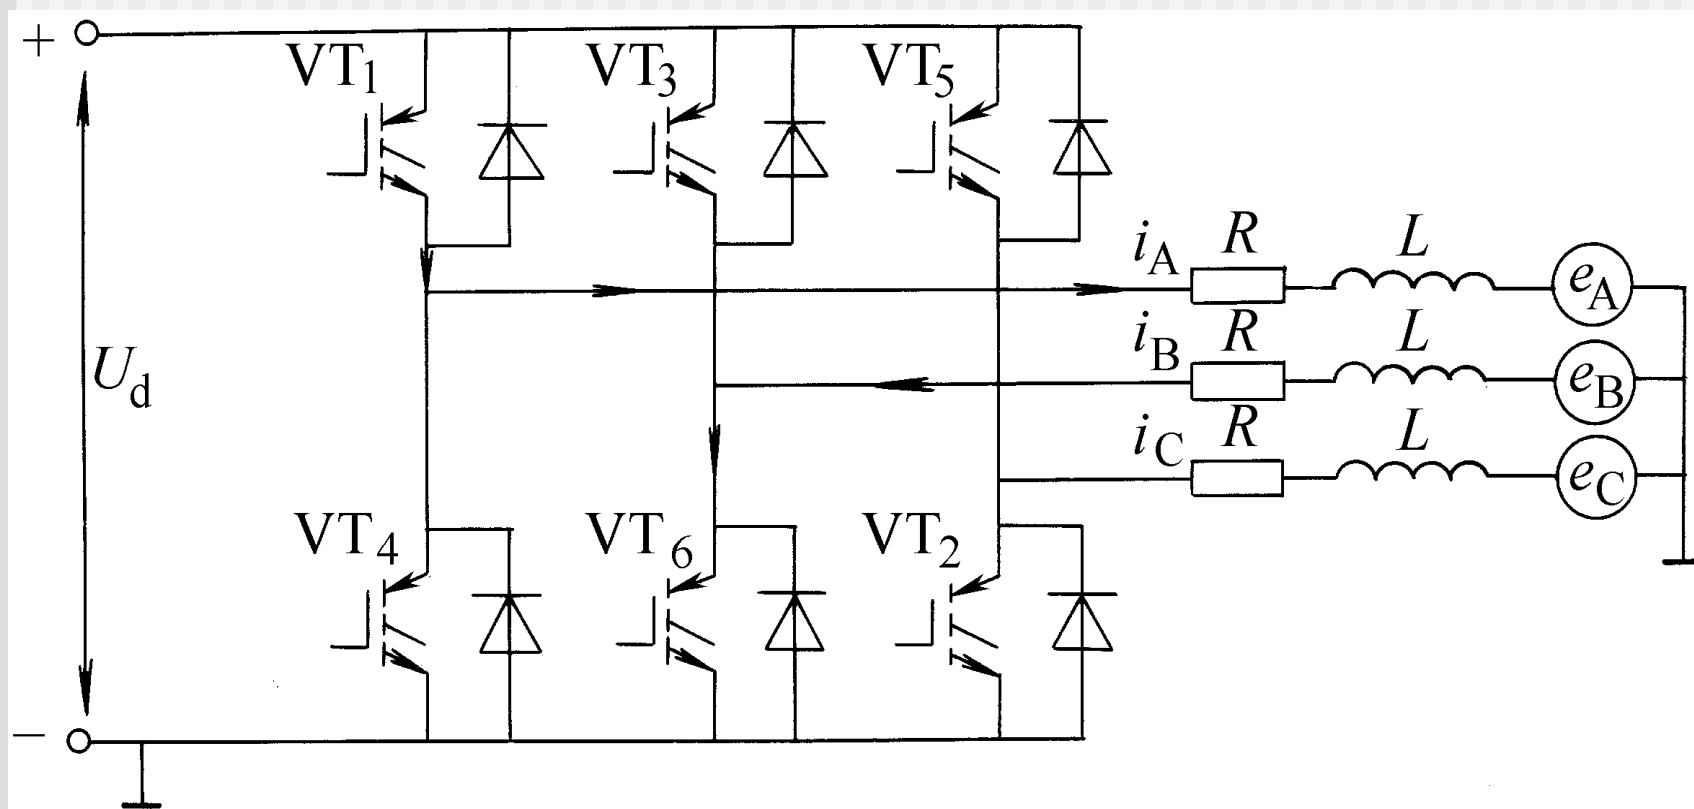 +
VT1 VT3 VT5
iA R L eA
Ud
iB R L eB
iC R L eC
VT4 VT6 VT2
−